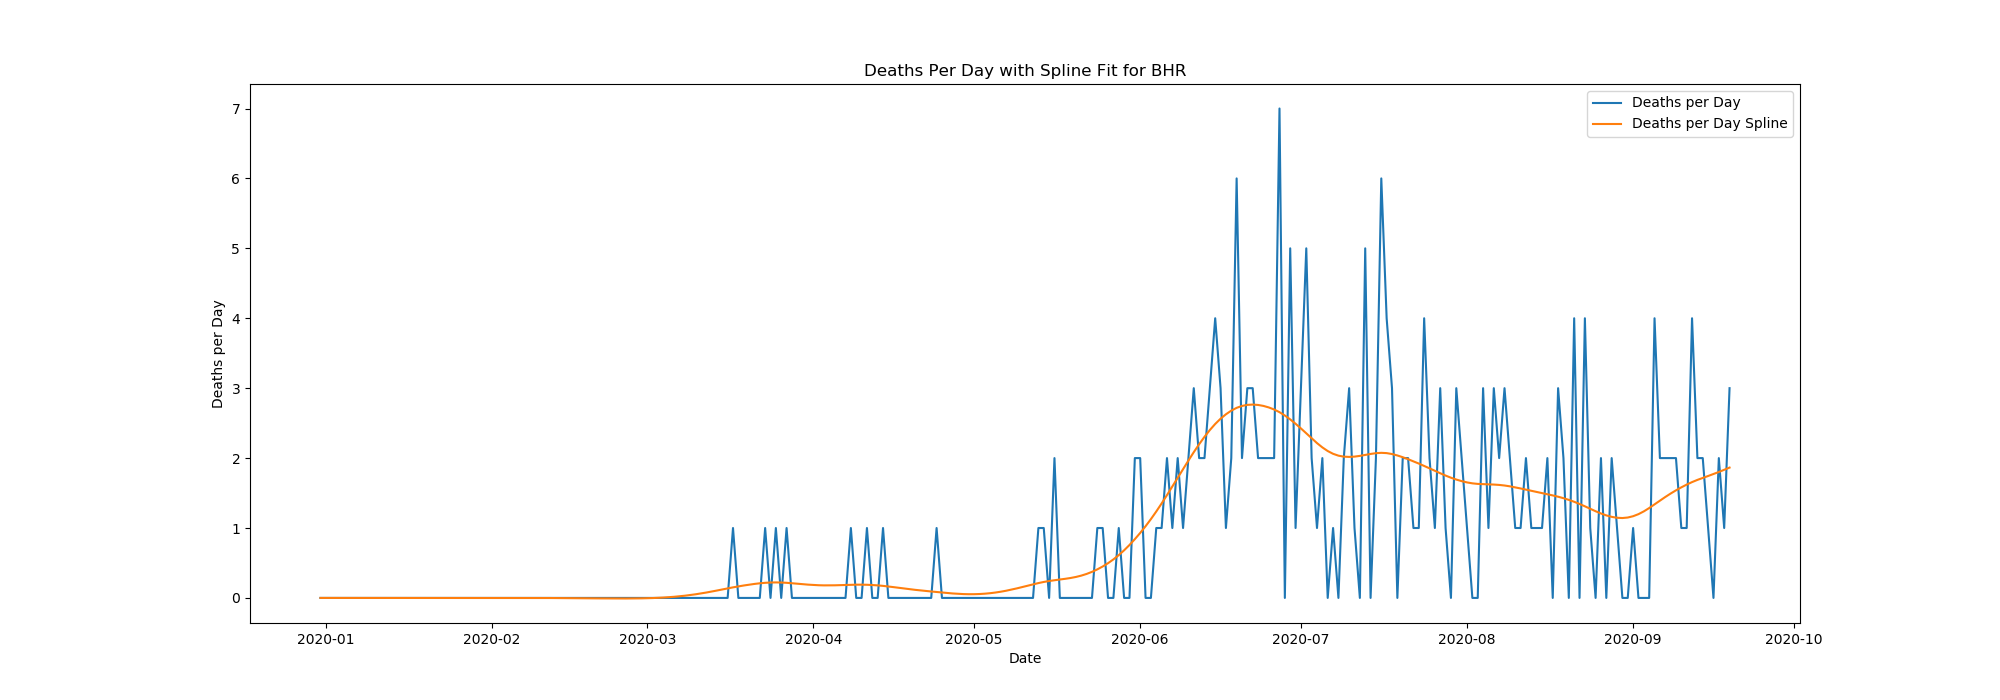 Deaths Per Day with Spline Fit for BHR
Deaths per Day
Deaths per Day Spline
7
6
5
4
3
2
1
0
Deaths per Day
2020-01 2020-02 2020-03 2020-04 2020-05 2020-06 2020-07 2020-08 2020-09 2020-10
Date